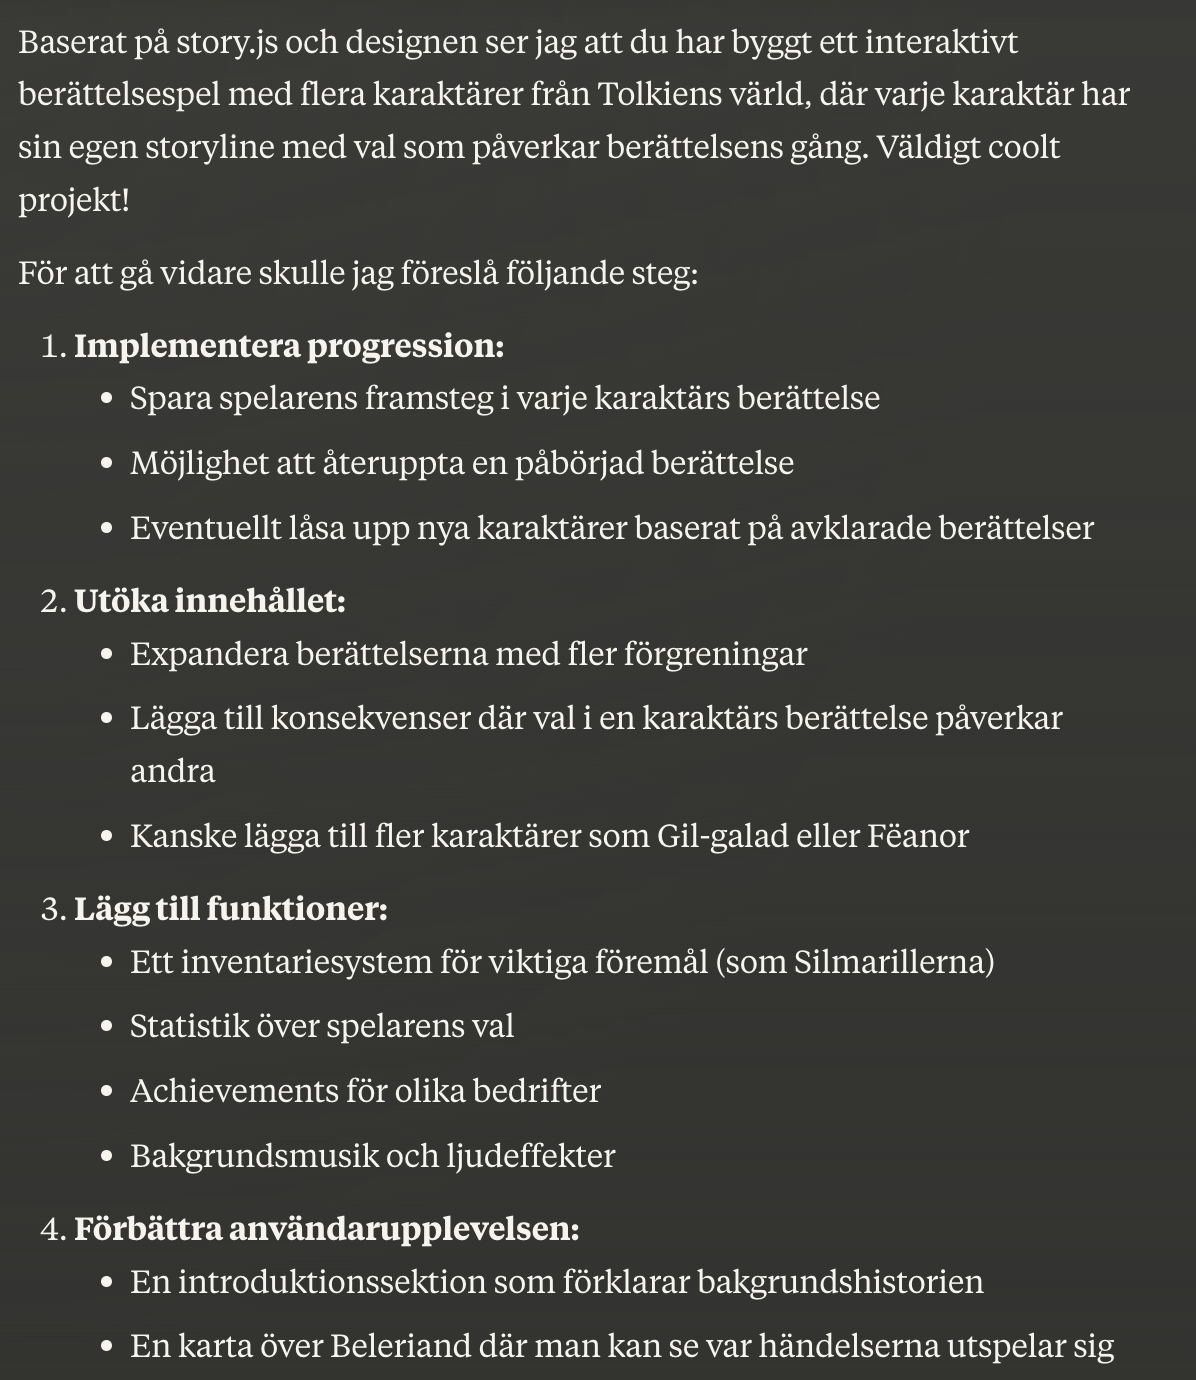 Baserat på story.js och designen ser jag att du har byggt ett interaktivt
berättelsespel med flera karaktärer från Tolkiens värld, där varje karaktär har
sin egen storyline med val som påverkar berättelsens gång. Väldigt coolt
projekt!
För att gå vidare skulle jag föreslå följande steg:
1. Implementera progression:
• Spara spelarens framsteg i varje karaktärs berättelse
• Möjlighet att återuppta en påbörjad berättelse
• Eventuellt låsa upp nya karaktärer baserat på avklarade berättelser
2. Utöka innehållet:
• Expandera berättelserna med fler förgreningar
• Lägga till konsekvenser där val i en karaktärs berättelse påverkar
andra
• Kanske lägga till fler karaktärer som Gil-galad eller Fëanor
3. Lägg till funktioner:
• Ett inventariesystem för viktiga föremål (som Silmarillerna)
• Statistik över spelarens val
• Achievements för olika bedrifter
• Bakgrundsmusik och ljudeffekter
4. Förbättra användarupplevelsen:
• En introduktionssektion som förklarar bakgrundshistorien
• En karta över Beleriand där man kan se var händelserna utspelar sig